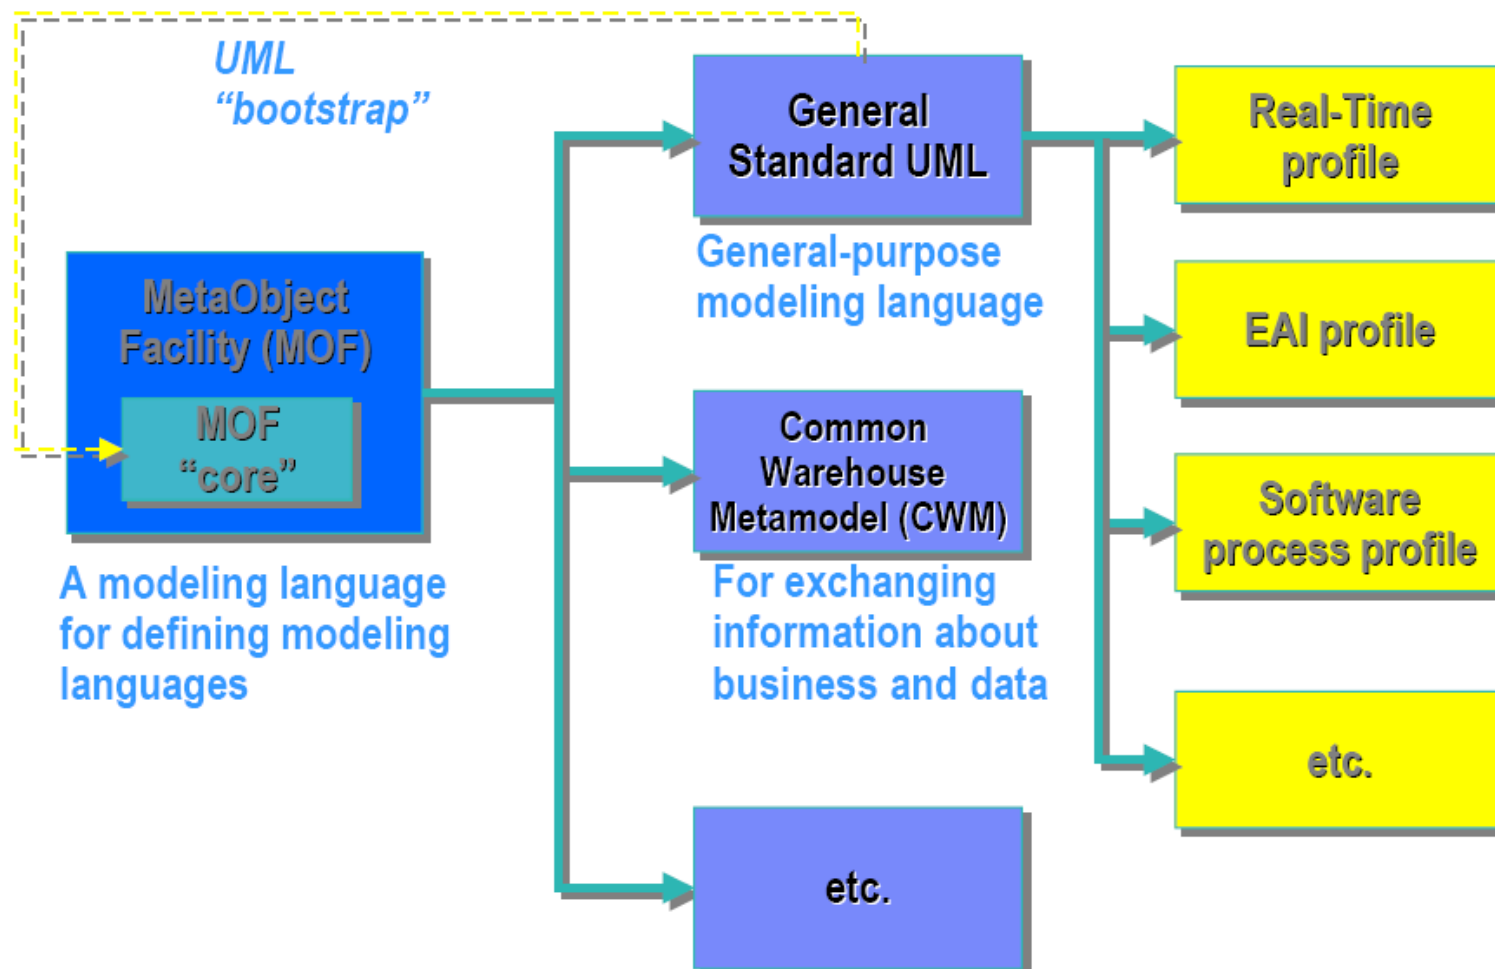 UML
“bootstrap”
General
Standard UML
General-purpose
modeling language
MetaObject
Facility (MOF)
MOF
“core”
A modeling language
for defining modeling
languages
Common
Warehouse
Metamodel (CWM)
For exchanging
information about
business and data
etc.
Real-Time
profile
EAI profile
Software
process profile
etc.